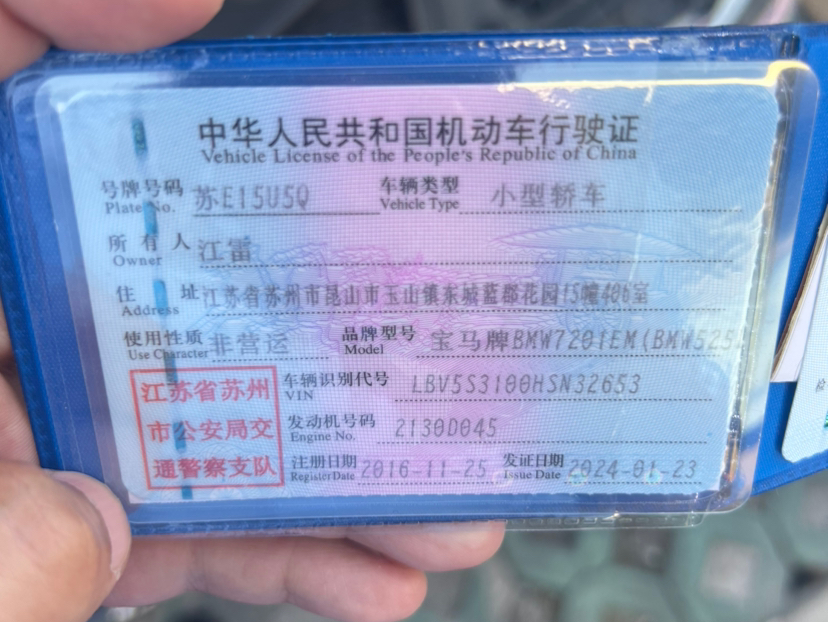 中华人民共和国机动车行驶证
Vehicle License of the People's Republic of China
号牌号码 苏E15U5Q 车辆类型 小型轿车
Plate No. Vehicle Type
所有人 江雷
Owner
住址 江苏省苏州市昆山市玉山镇东城蓝郡花园15幢406室
Address
使用性质 非营运 品牌型号 宝马牌BMW7201EM(BMW525
Use Character Model
车辆识别代号 LBV5S3100HSN32653
VIN
发动机号码 2130D045
Engine No.
注册日期 2016-11-25 发证日期 2024-01-23
Register Date Issue Date
江苏省苏州
市公安局交
通警察支队